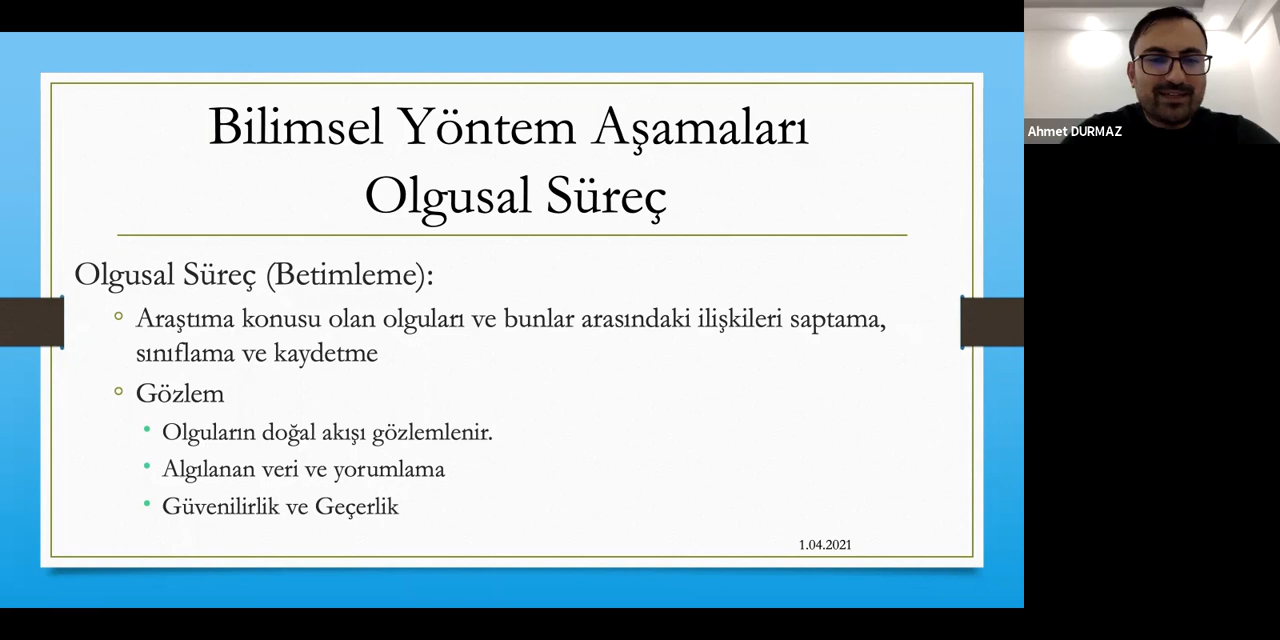 Bilimsel Yöntem Aşamaları
Olgusal Süreç
Olgusal Süreç (Betimleme):
Araştıma konusu olan olguları ve bunlar arasındaki ilişkileri saptama,
sınıflama ve kaydetme
Gözlem
Olguların doğal akışı gözlemlenir.
Algılanan veri ve yorumlama
Güvenilirlik ve Geçerlik
1.04.2021
Ahmet DURMAZ